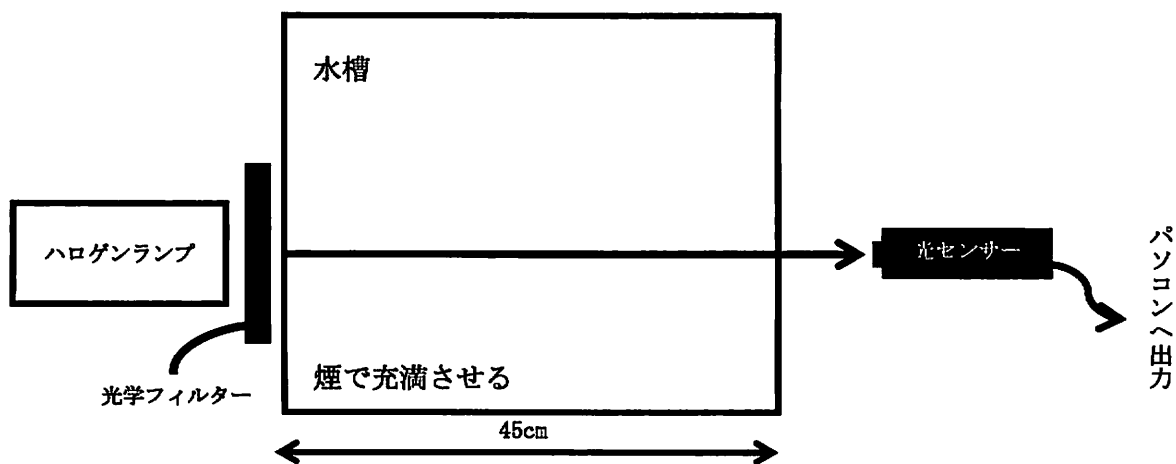 水槽
ハロゲンランプ
光センサー
パソコンへ出力
煙で充満させる
光学フィルター
45cm